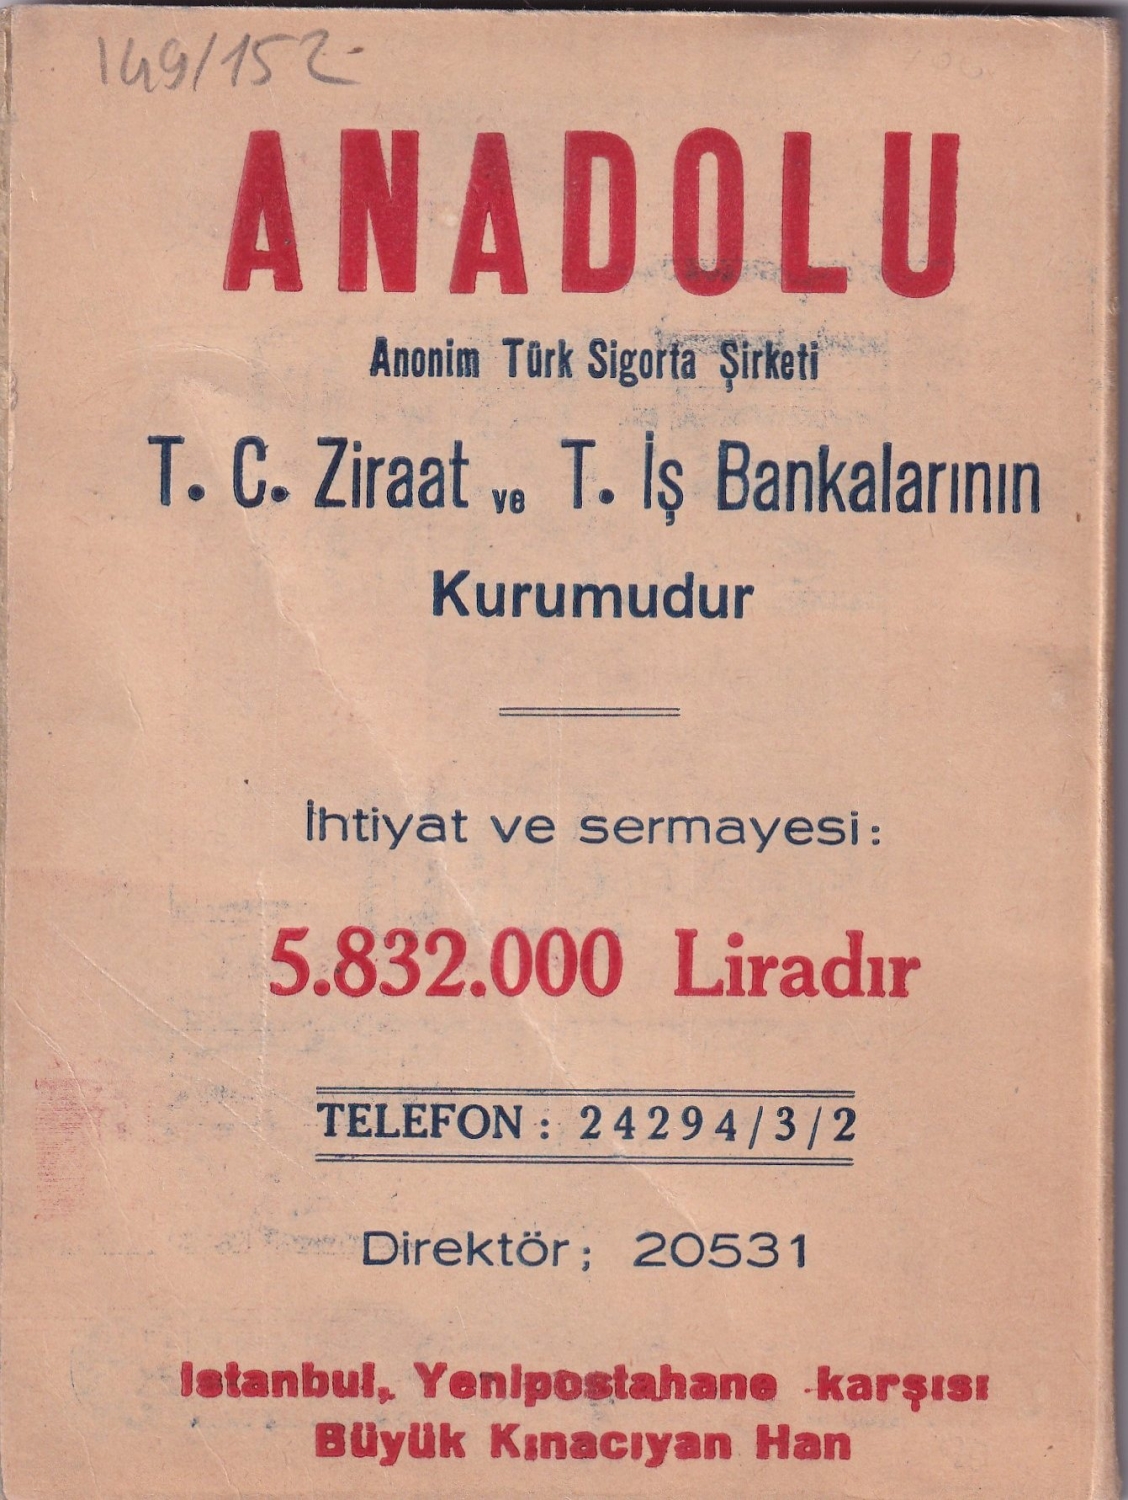 149/152
ANADOLU
Anonim Türk Sigorta Şirketi
T. C. Ziraat ve T. İş Bankalarının
Kurumudur
İhtiyat ve sermayesi:
5.832.000 Liradır
TELEFON : 24294/3/2
Direktör; 20531
Istanbul, Yenipostahane karşısı
Büyük Kınacıyan Han